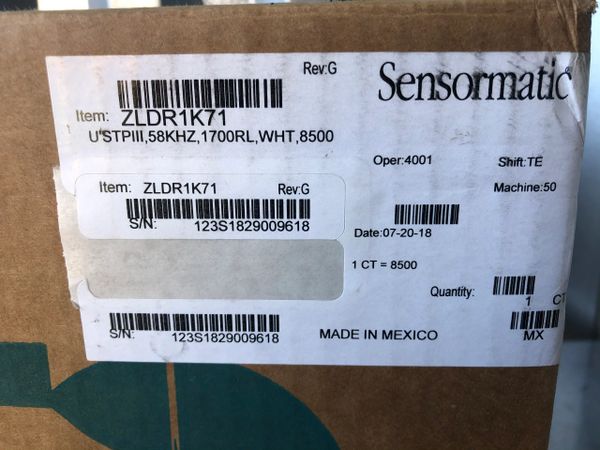 Rev:G
Sensormatic®
Item: ZLDR1K71
U'STPIII,58KHZ,1700RL,WHT,8500
Oper:4001 Shift:TE
Item: ZLDR1K71 Rev:G
Machine:50
S/N: 123S1829009618
Date:07-20-18
1 CT = 8500
Quantity: 1 CT
S/N: 123S1829009618
MADE IN MEXICO MX